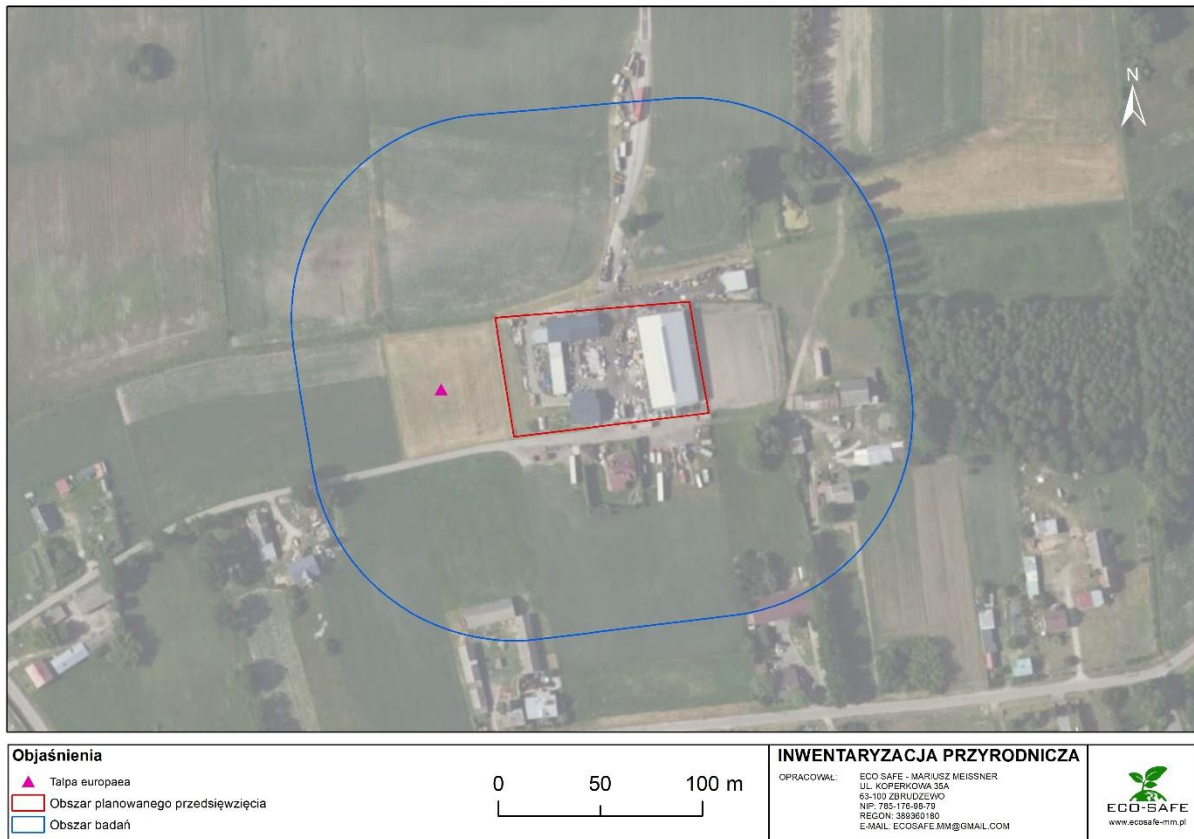 N
Objaśnienia
Talpa europaea
Obszar planowanego przedsięwzięcia
Obszar badań
0 50 100 m
INWENTARYZACJA PRZYRODNICZA
OPRACOWAŁ: ECO SAFE - MARIUSZ MEISSNER
UL. KOPERKOWA 35A
63-100 ZBRUDZEWO
NIP: 785-176-98-79
REGON: 389360180
E-MAIL: ECOSAFE.MM@GMAIL.COM
ECO-SAFE
www.ecosafe-mm.pl